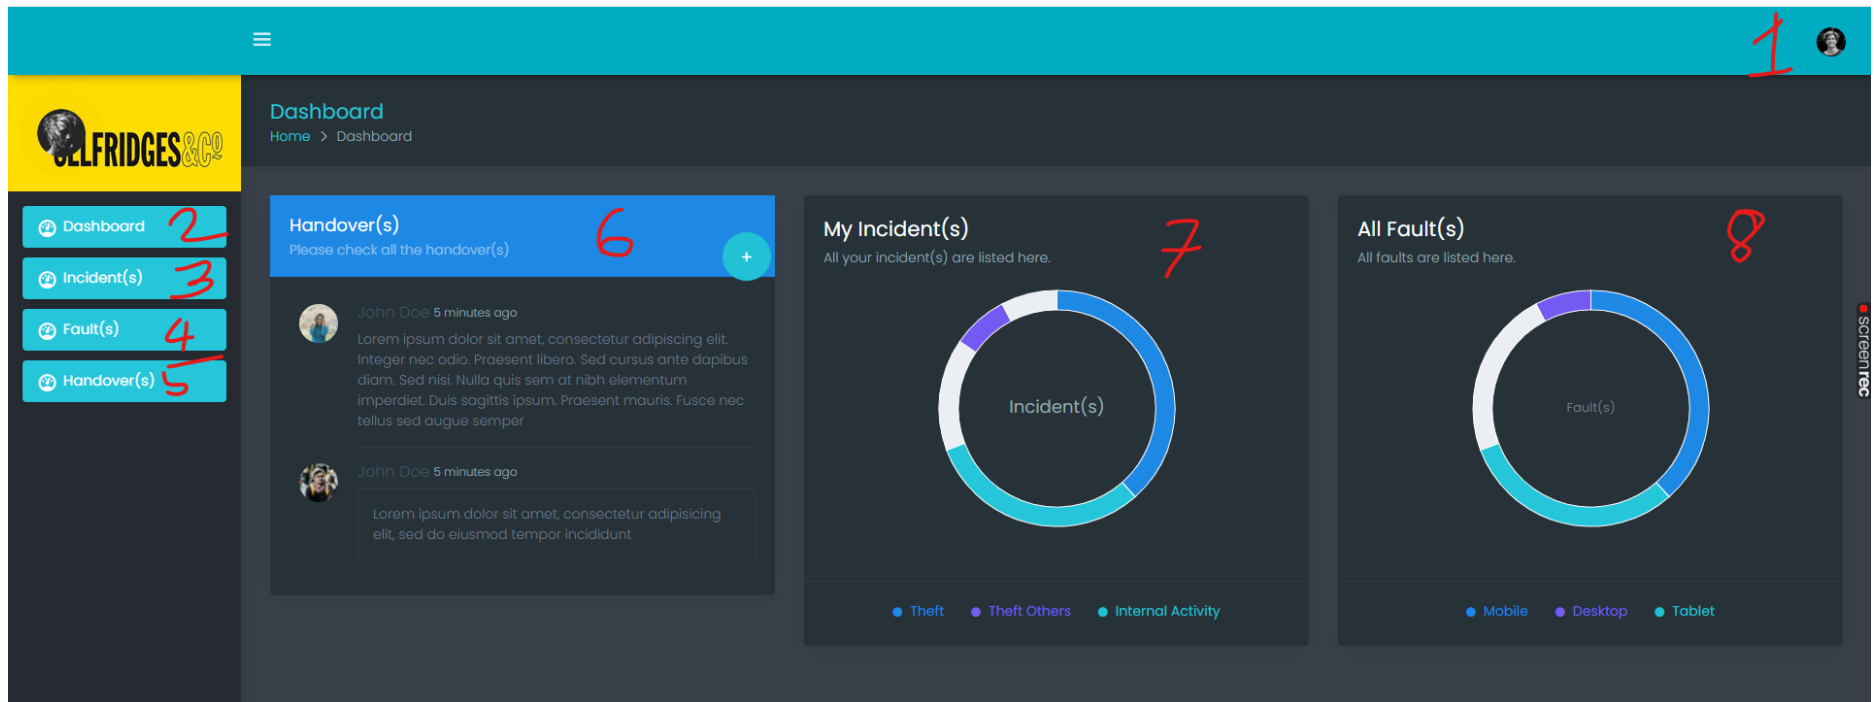 1
Dashboard
Home > Dashboard
ELFRIDGES&Cº
Dashboard 2
Incident(s) 3
Fault(s) 4
Handover(s) 5
Handover(s) 6
Please check all the handover(s)
+
John Doe 5 minutes ago
Lorem ipsum dolor sit amet, consectetur adipiscing elit.
Integer nec odio. Praesent libero. Sed cursus ante dapibus
diam. Sed nisi. Nulla quis sem at nibh elementum
imperdiet. Duis sagittis ipsum. Praesent mauris. Fusce nec
tellus sed augue semper
John Doe 5 minutes ago
Lorem ipsum dolor sit amet, consectetur adipisicing
elit, sed do eiusmod tempor incididunt
My Incident(s) 7
All your incident(s) are listed here.
Incident(s)
Theft Theft Others Internal Activity
All Fault(s) 8
All faults are listed here.
Fault(s)
Mobile Desktop Tablet
screenrec